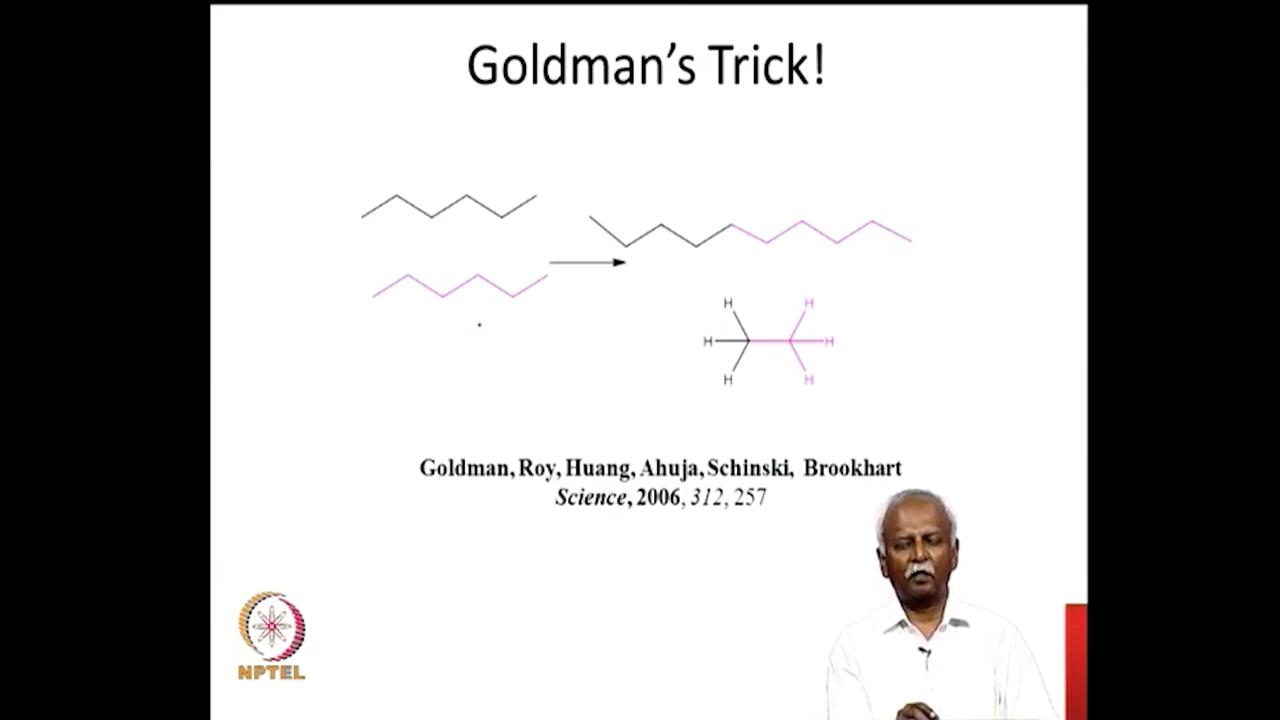 Goldman's Trick!
H H
H H
H H
Goldman, Roy, Huang, Ahuja, Schinski, Brookhart
Science, 2006, 312, 257
NPTEL